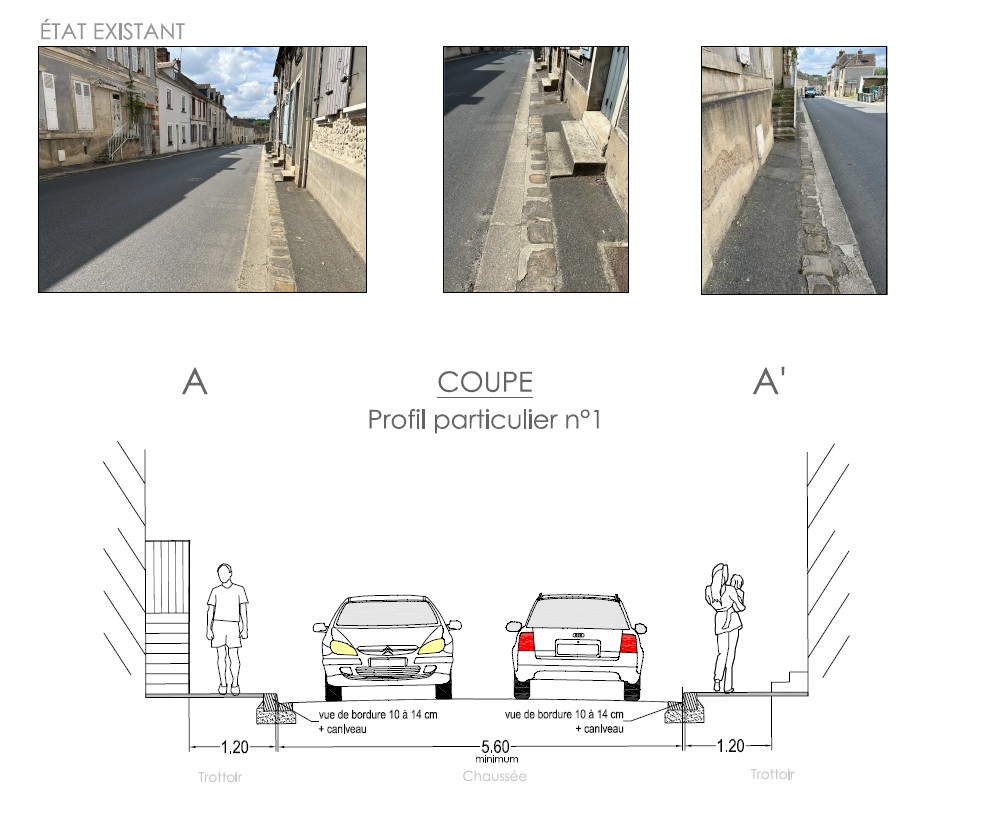 ÉTAT EXISTANT
A
COUPE
A'
Profil particulier n°1
vue de bordure 10 à 14 cm
+ caniveau
vue de bordure 10 à 14 cm
+ caniveau
1,20
5,60
minimum
1.20
Trottoir
Chaussée
Trottoir